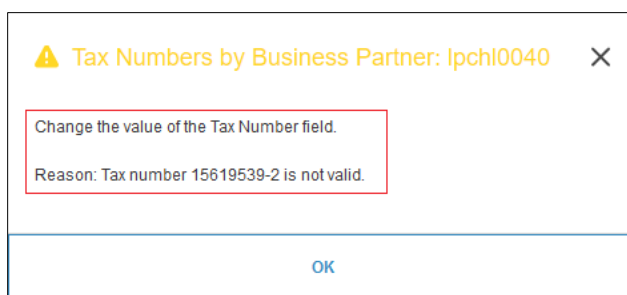 Tax Numbers by Business Partner: lpchl0040
Change the value of the Tax Number field.
Reason: Tax number 15619539-2 is not valid.
OK